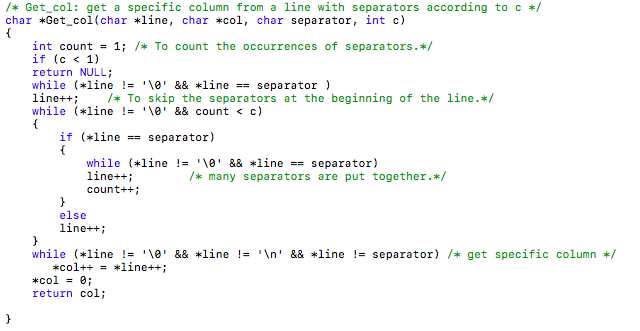 /* Get_col: get a specific column from a line with separators according to c */
char *Get_col(char *line, char *col, char separator, int c)
{
    int count = 1; /* To count the occurrences of separators.*/
    if (c < 1)
    return NULL;
    while (*line != '\0' && *line == separator )
    line++;    /* To skip the separators at the beginning of the line.*/
    while (*line != '\0' && count < c)
    {
        if (*line == separator)
        {
            while (*line != '\0' && *line == separator)
            line++;        /* many separators are put together.*/
            count++;
        }
        else
        line++;
    }
    while (*line != '\0' && *line != '\n' && *line != separator) /* get specific column */
       *col++ = *line++;
    *col = 0;
    return col;
}